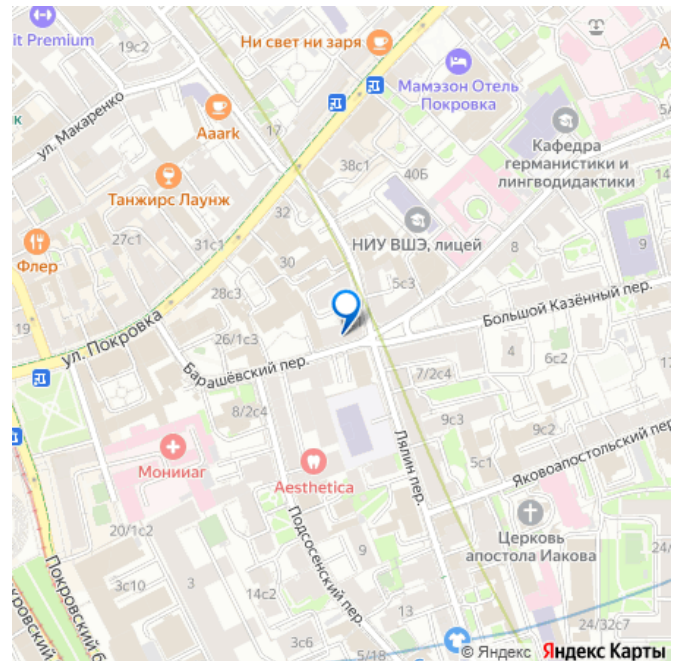 it Premium
19с2
Ни свет ни заря
Мамэзон Отель
Покровка
ул. Макаренко
Aaark
17
38с1
40Б
5/
Кафедра
германистики и
лингводидактики
14
Танжирс Лаунж
32
27с1
31с1
НИУ ВШЭ, лицей
8
9
Флер
30
5с3
28с3
Большой Казённый пер.
19
ул. Покровка
26/1с3
4
6с2
Барашёвский пер.
7/2с4
8/2с4
9с3
9с2
Мониаг
Aesthetica
Лялин пер.
5с1
Яковоапостольский пер
20/1с2
Подсосенский пер.
Церковь
апостола Иакова
24/
Покровский б
кровский
3с10
3
14с2
9
13
24/32с7
3с6
5/18
© Яндекс Яндекс Карты